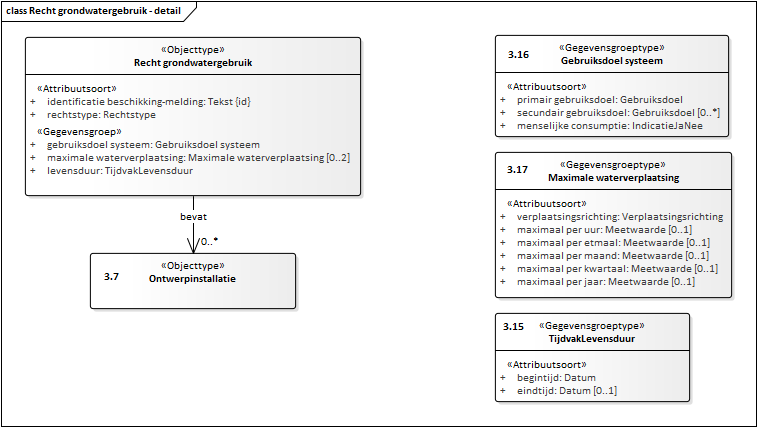 class Recht grondwatergebruik - detail
«Objecttype»
Recht grondwatergebruik
«Attribuutsoort»
+ identificatie beschikking-melding: Tekst {id}
+ rechtstype: Rechtstype
«Gegevensgroep»
+ gebruiksdoel systeem: Gebruiksdoel systeem
+ maximale waterverplaatsing: Maximale waterverplaatsing [0..2]
+ levensduur: TijdvakLevensduur
bevat
0..*
3.7
«Objecttype»
Ontwerpinstallatie
3.16
«Gegevensgroeptype»
Gebruiksdoel systeem
«Attribuutsoort»
+ primair gebruiksdoel: Gebruiksdoel
+ secundair gebruiksdoel: Gebruiksdoel [0..*]
+ menselijke consumptie: IndicatieJaNee
3.17
«Gegevensgroeptype»
Maximale waterverplaatsing
«Attribuutsoort»
+ verplaatsingsrichting: Verplaatsingsrichting
+ maximaal per uur: Meetwaarde [0..1]
+ maximaal per etmaal: Meetwaarde [0..1]
+ maximaal per maand: Meetwaarde [0..1]
+ maximaal per kwartaal: Meetwaarde [0..1]
+ maximaal per jaar: Meetwaarde [0..1]
3.15
«Gegevensgroeptype»
TijdvakLevensduur
«Attribuutsoort»
+ begintijd: Datum
+ eindtijd: Datum [0..1]